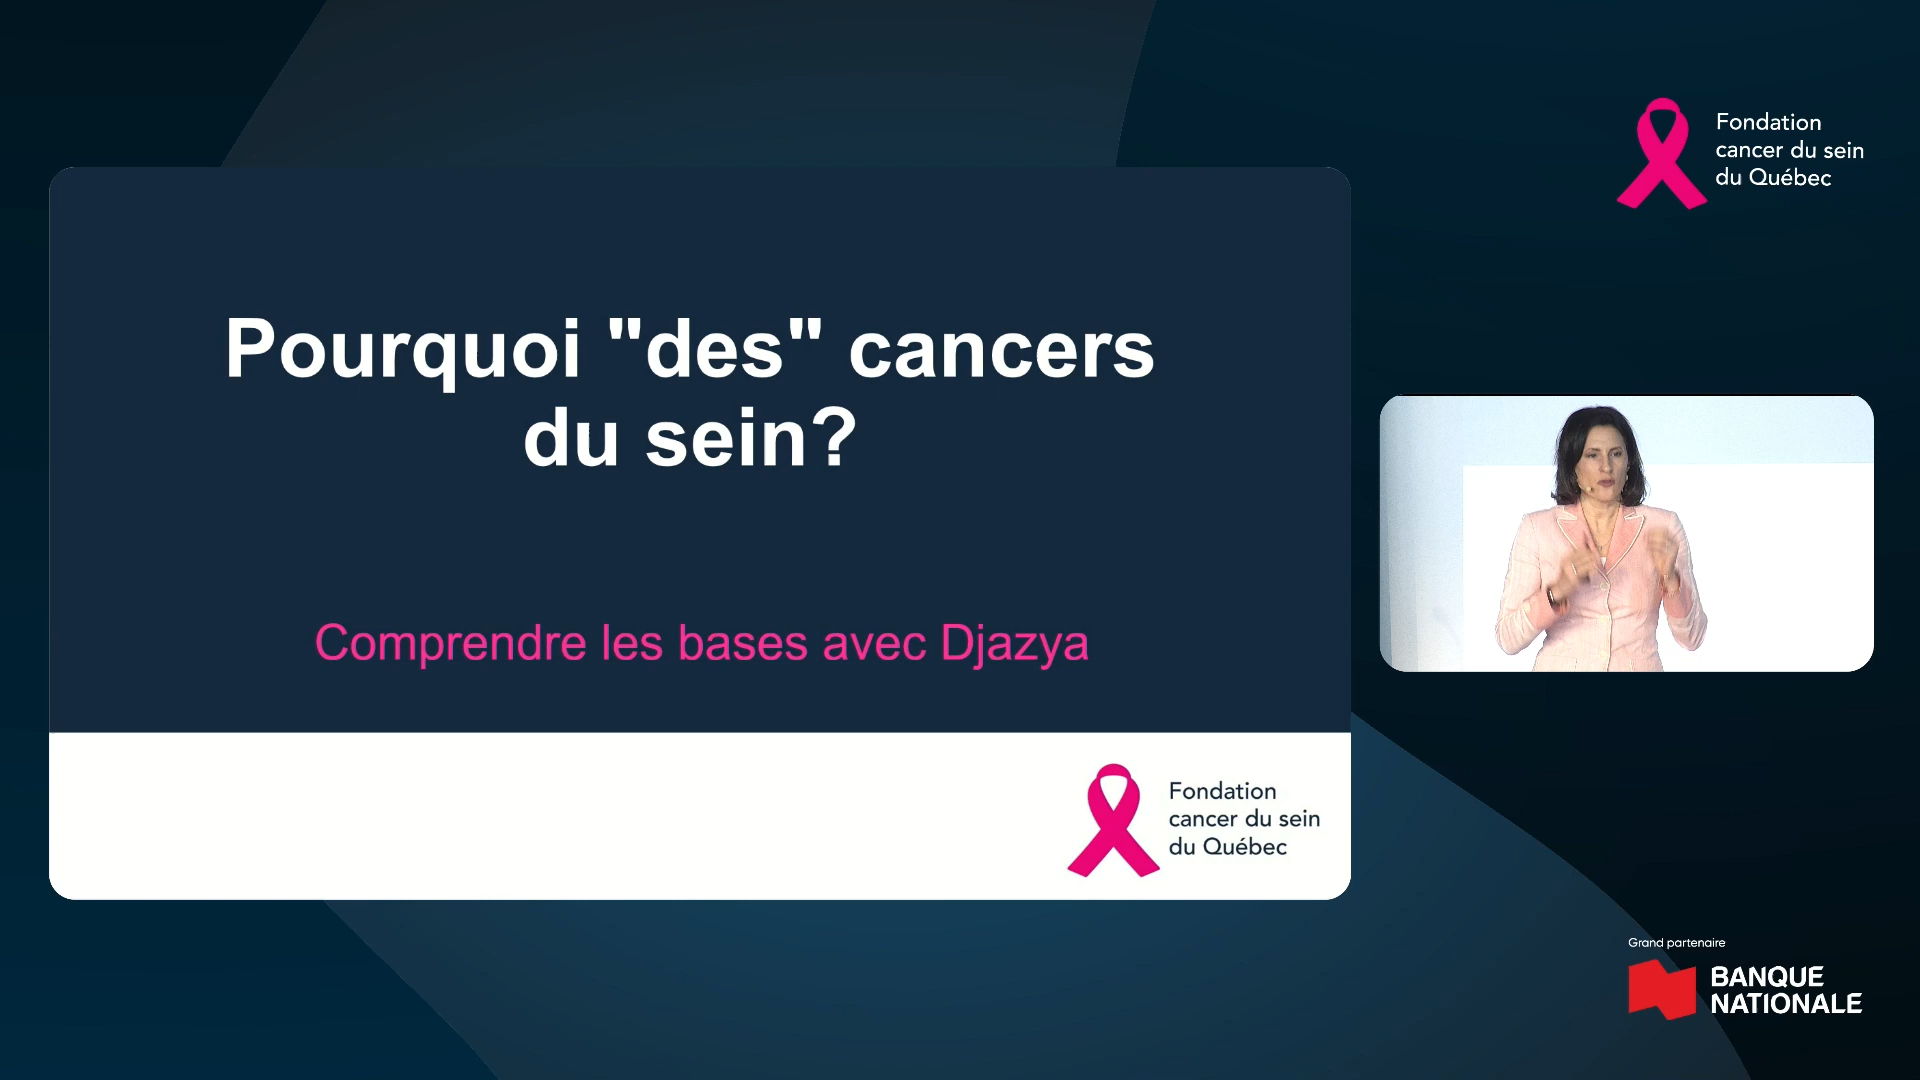 Pourquoi "des" cancers
du sein?
Comprendre les bases avec Djazya
Fondation
cancer du sein
du Québec
Fondation
cancer du sein
du Québec
Grand partenaire
BANQUE
NATIONALE